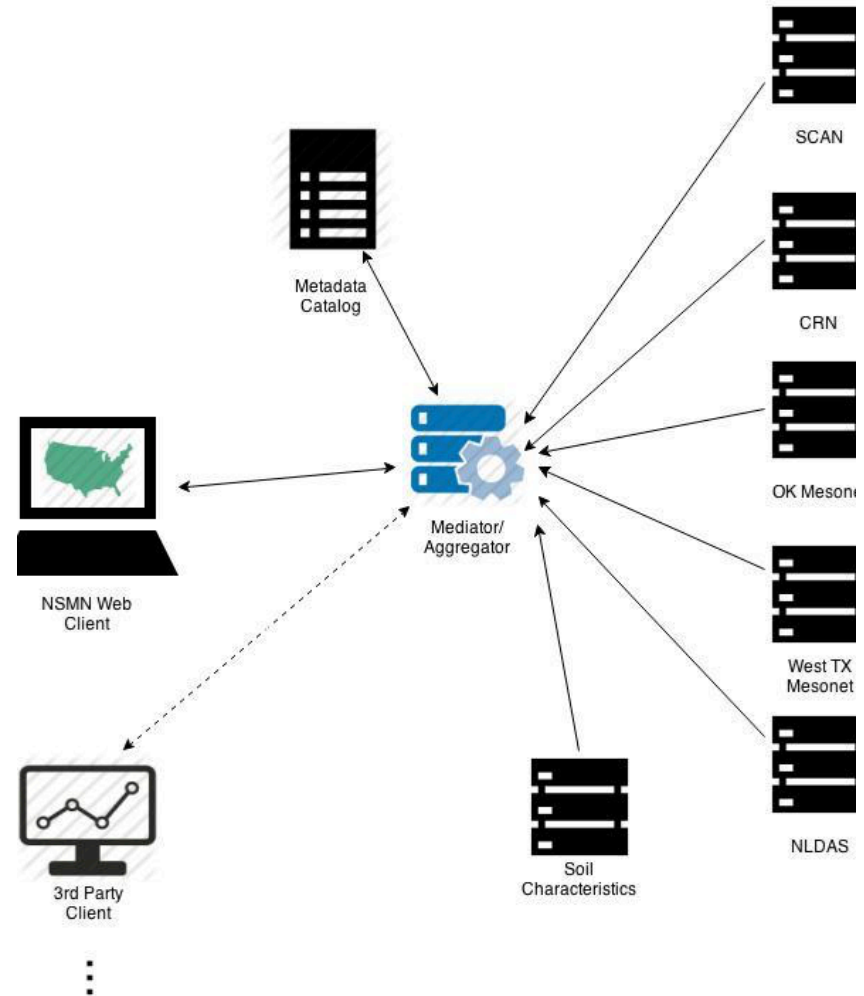 SCAN
Metadata
Catalog
CRN
OK Mesone
Mediator/
Aggregator
NSMN Web
Client
West TX
Mesonet
NLDAS
Soil
Characteristics
3rd Party
Client